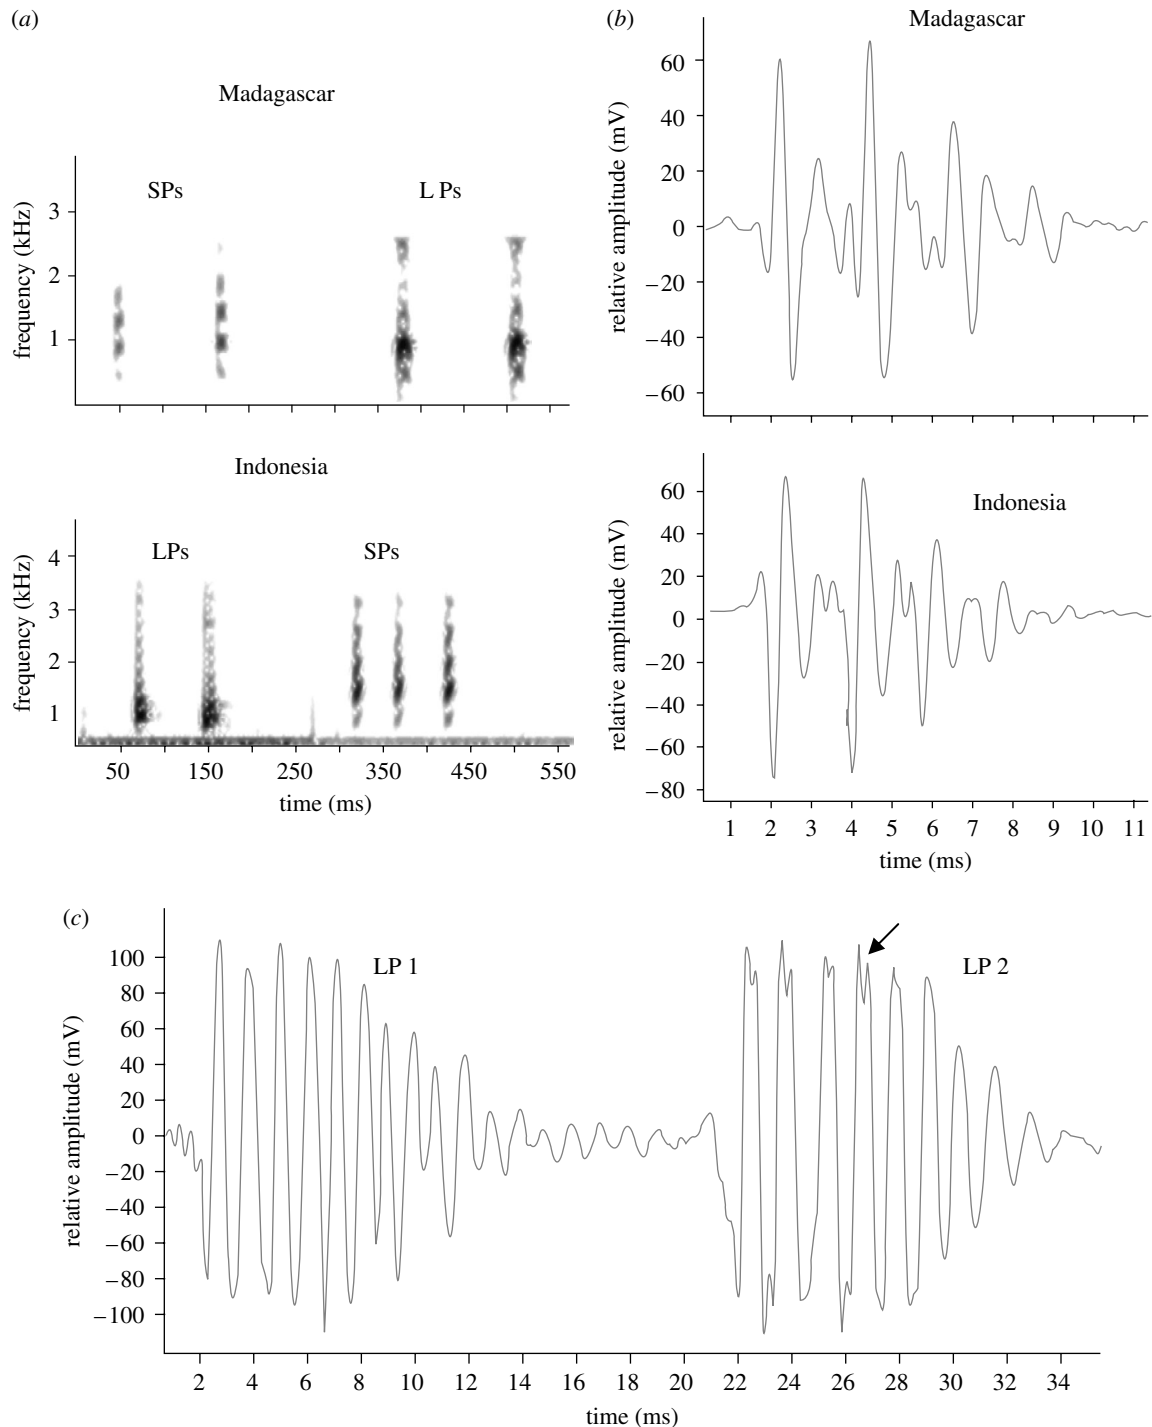 (a)
Madagascar
SPs
L Ps
3
2
1
frequency (kHz)
Indonesia
LPs
SPs
4
3
2
1
frequency (kHz)
50 150 250 350 450 550
time (ms)
(b)
Madagascar
60
40
20
0
−20
−40
−60
relative amplitude (mV)
Indonesia
60
40
20
0
−20
−40
−60
−80
relative amplitude (mV)
1 2 3 4 5 6 7 8 9 10 11
time (ms)
(c)
LP 1
LP 2
100
80
60
40
20
0
−20
−40
−60
−80
−100
relative amplitude (mV)
2 4 6 8 10 12 14 16 18 20 22 24 26 28 30 32 34
time (ms)